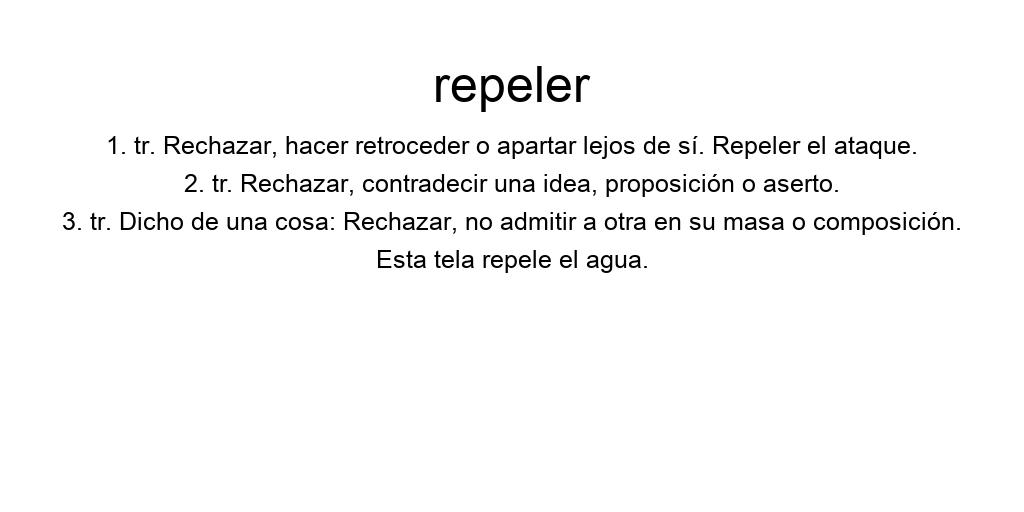 repeler
1. tr. Rechazar, hacer retroceder o apartar lejos de sí. Repeler el ataque.
2. tr. Rechazar, contradecir una idea, proposición o aserto.
3. tr. Dicho de una cosa: Rechazar, no admitir a otra en su masa o composición.
Esta tela repele el agua.